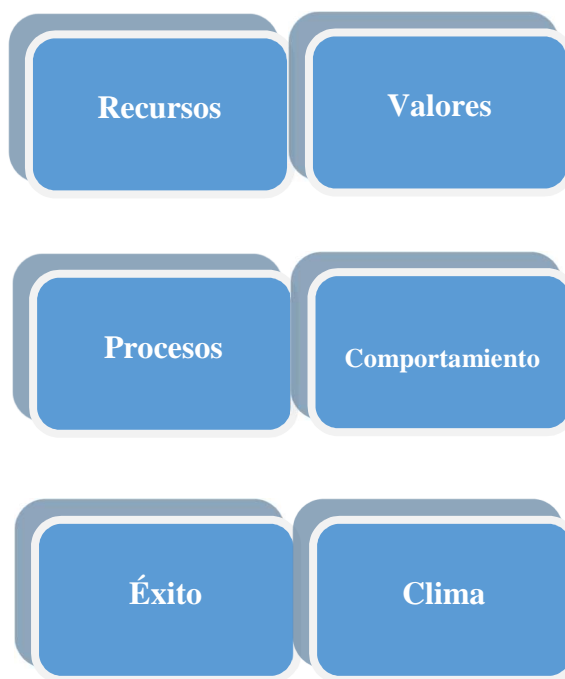 Recursos
Valores
Procesos
Comportamiento
Éxito
Clima